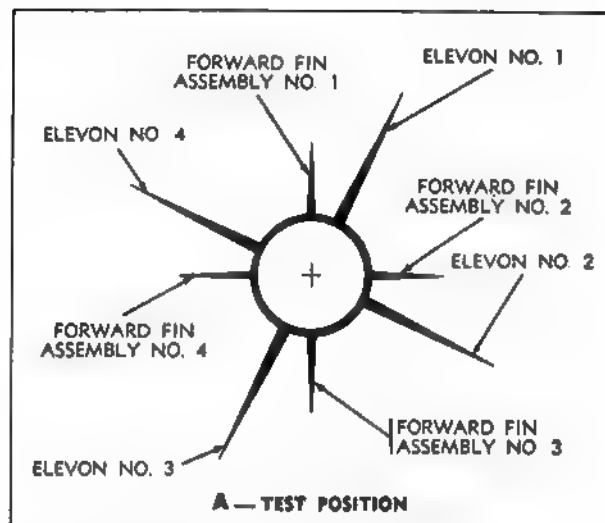 FORWARD FIN
ASSEMBLY NO. 1
ELEVON NO. 1
ELEVON NO 4
FORWARD FIN
ASSEMBLY NO. 2
ELEVON NO. 2
FORWARD FIN
ASSEMBLY NO. 4
FORWARD FIN
ASSEMBLY NO 3
ELEVON NO. 3
A — TEST POSITION